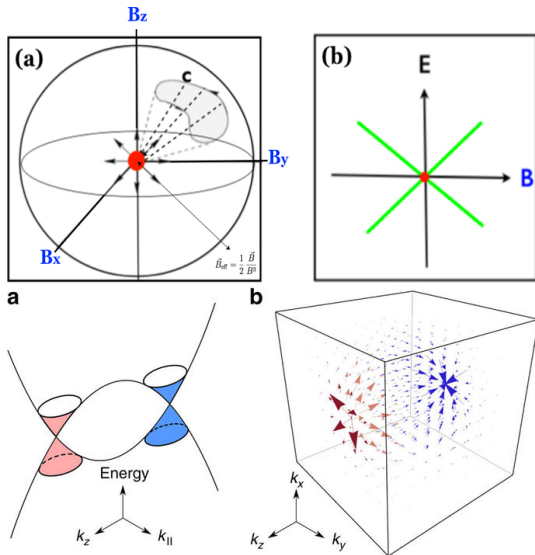 Bz
(a)
c
By
Bx
B⃗eff = 1/2 B⃗/B³
(b)
E
B
a
Energy
kz
k||
b
kx
kz
ky